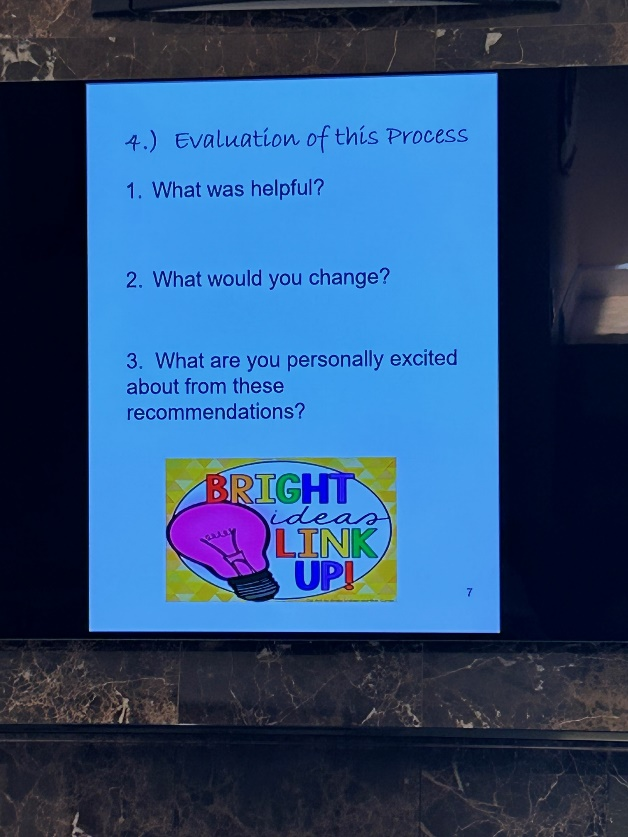 4.) Evaluation of this Process
1. What was helpful?
2. What would you change?
3. What are you personally excited
about from these
recommendations?
BRIGHT
ideas
LINK
UP!
7